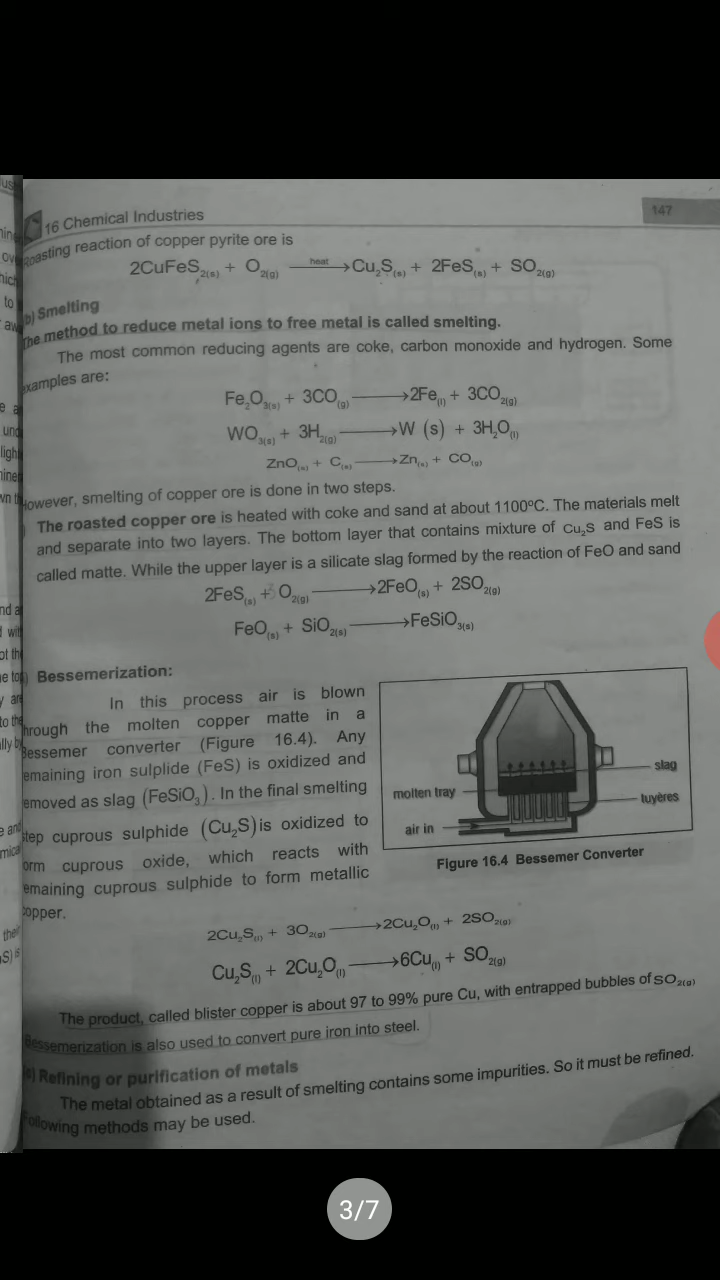 16 Chemical Industries
147
Roasting reaction of copper pyrite ore is
2CuFeS₂₍ₛ₎ + O₂₍g₎ heat→ Cu₂S₍ₛ₎ + 2FeS₍ₛ₎ + SO₂₍g₎
b) Smelting
The method to reduce metal ions to free metal is called smelting.
The most common reducing agents are coke, carbon monoxide and hydrogen. Some
xamples are:
Fe₂O₃₍ₛ₎ + 3CO₍g₎ → 2Fe₍ₗ₎ + 3CO₂₍g₎
WO₃₍ₛ₎ + 3H₂₍g₎ → W (s) + 3H₂O₍ₗ₎
ZnO₍ₛ₎ + C₍ₛ₎ → Zn₍ₛ₎ + CO₍g₎
However, smelting of copper ore is done in two steps.
The roasted copper ore is heated with coke and sand at about 1100ºC. The materials melt
and separate into two layers. The bottom layer that contains mixture of Cu₂S and FeS is
called matte. While the upper layer is a silicate slag formed by the reaction of FeO and sand
2FeS₍ₛ₎ + 3O₂₍g₎ → 2FeO₍ₛ₎ + 2SO₂₍g₎
FeO₍ₛ₎ + SiO₂₍ₛ₎ → FeSiO₃₍ₛ₎
) Bessemerization:
In this process air is blown
hrough the molten copper matte in a
Bessemer converter (Figure 16.4). Any
emaining iron sulplide (FeS) is oxidized and
emoved as slag (FeSiO₃). In the final smelting
step cuprous sulphide (Cu₂S) is oxidized to
orm cuprous oxide, which reacts with
emaining cuprous sulphide to form metallic
copper.
slag
molten tray
tuyères
air in
Figure 16.4 Bessemer Converter
2Cu₂S₍ₗ₎ + 3O₂₍g₎ → 2Cu₂O₍ₗ₎ + 2SO₂₍g₎
Cu₂S₍ₗ₎ + 2Cu₂O₍ₗ₎ → 6Cu₍ₗ₎ + SO₂₍g₎
The product, called blister copper is about 97 to 99% pure Cu, with entrapped bubbles of SO₂₍g₎
Bessemerization is also used to convert pure iron into steel.
c) Refining or purification of metals
The metal obtained as a result of smelting contains some impurities. So it must be refined.
Following methods may be used.
3/7